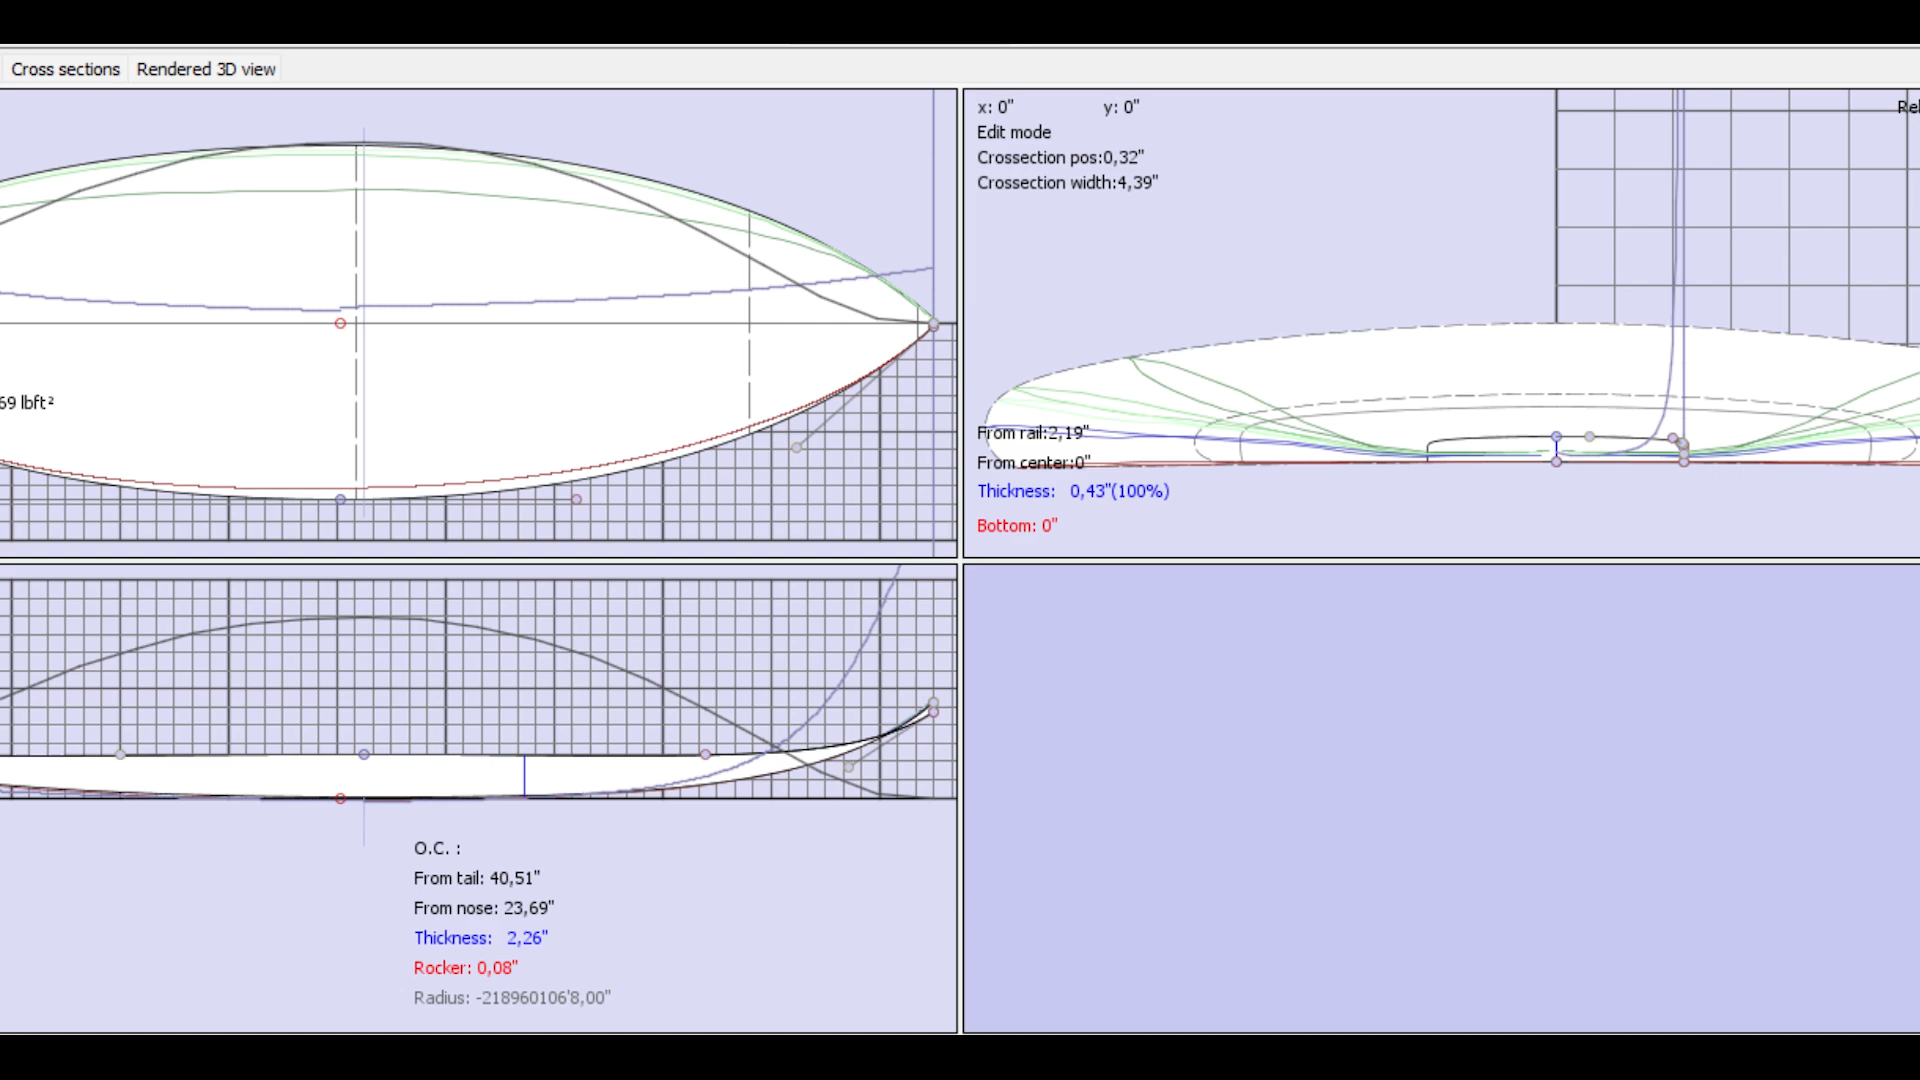 Cross sections Rendered 3D view
69 lbft²
x: 0" y: 0"
Edit mode
Crossection pos:0,32"
Crossection width:4,39"
From rail:2,19"
From center:0"
Thickness: 0,43"(100%)
Bottom: 0"
O.C. :
From tail: 40,51"
From nose: 23,69"
Thickness: 2,26"
Rocker: 0,08"
Radius: -218960106'8,00"